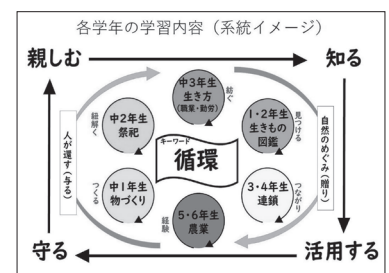 各学年の学習内容（系統イメージ）
親しむ
知る
中3年生
生き方
(職業・勤労)
紡ぐ
中2年生
祭祀
紐解く
1・2年生
生きもの
図鑑
見つける
キーワード
循環
人が還す（与る）
自然のめぐみ（贈り）
中1年生
物づくり
つくる
3・4年生
連鎖
つながり
5・6年生
農業
経験
守る
活用する